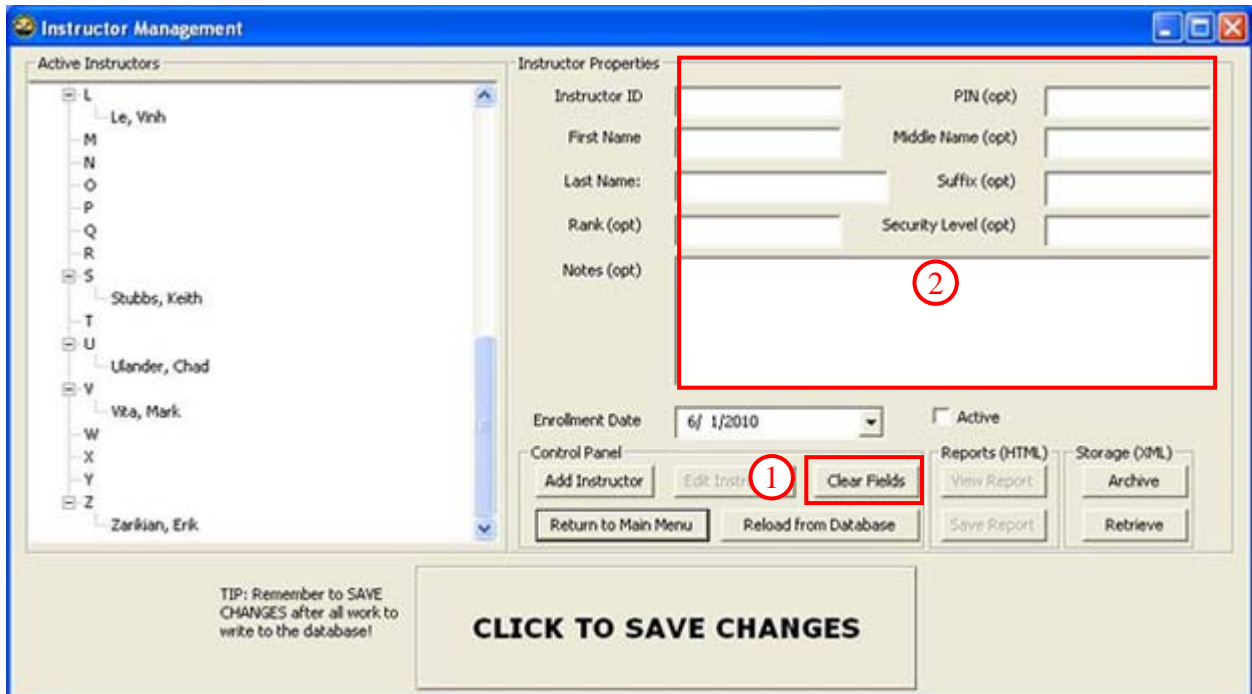 Instructor Management
Active Instructors
L
Le, Vinh
M
N
O
P
Q
R
S
Stubbs, Keith
T
U
Ulander, Chad
V
Vita, Mark
W
X
Y
Z
Zarikian, Erik
Instructor Properties
Instructor ID
PIN (opt)
First Name
Middle Name (opt)
Last Name:
Suffix (opt)
Rank (opt)
Security Level (opt)
Notes (opt)
2
Enrollment Date
6/ 1/2010
Active
Control Panel
Reports (HTML)
Storage (XML)
Add Instructor
Edit Inst
1
Clear Fields
View Report
Archive
Return to Main Menu
Reload from Database
Save Report
Retrieve
TIP: Remember to SAVE
CHANGES after all work to
write to the database!
CLICK TO SAVE CHANGES